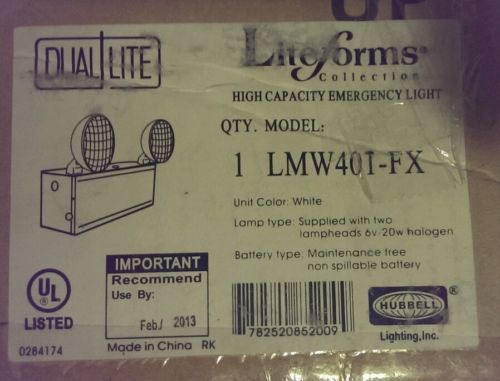 UP
DUAL LITE
Liteforms®
Collection
HIGH CAPACITY EMERGENCY LIGHT
QTY. MODEL:
1 LMW40I-FX
Unit Color: White
Lamp type: Supplied with two
lampheads 6v-20w halogen
Battery type: Maintenance free
non spillable battery
UL
®
LISTED
0284174
IMPORTANT
Recommend
Use By:
Feb./ 2013
Made in China RK
782520852009
HUBBELL ®
Lighting,Inc.